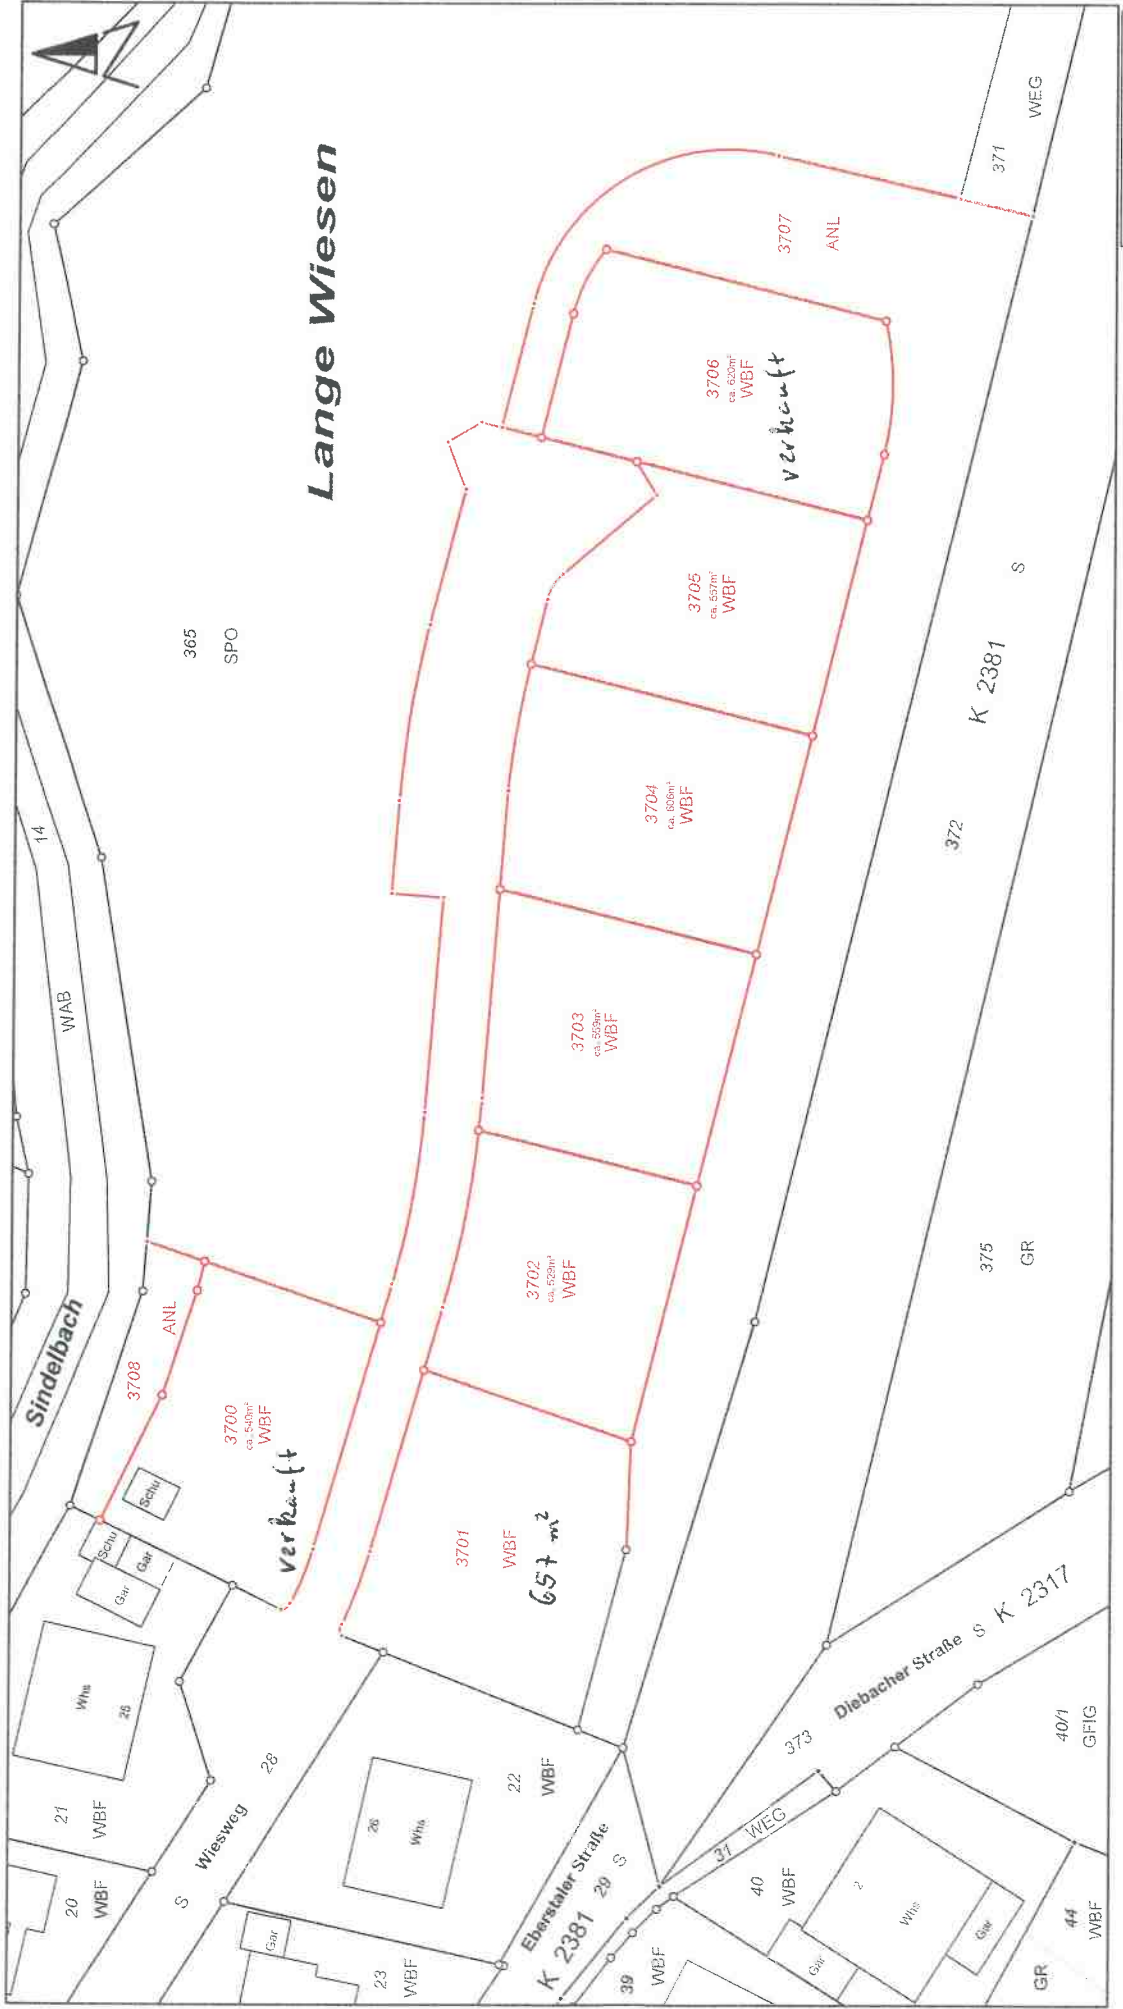 Lange Wiesen
Sindelbach
WAB
14
365
SPO
3708
ANL
3700
ca. 540m²
WBF
verkauft
3701
WBF
657 m²
3702
ca. 529m²
WBF
3703
ca. 559m²
WBF
3704
ca. 606m²
WBF
3705
ca. 557m²
WBF
3706
ca. 620m²
WBF
verkauft
3707
ANL
371
WEG
K 2381
S
372
375
GR
Schu
Schu
Gar
Gar
Whs
25
21
WBF
20
WBF
S
Wiesweg
28
26
Whs
22
WBF
Gar
23
WBF
Eberstaler Straße
K 2381
29
S
39
WBF
31
WEG
373
Diebacher Straße
S
K 2317
40
WBF
2
Whs
Gar
Gar
40/1
GFIG
44
WBF
GR